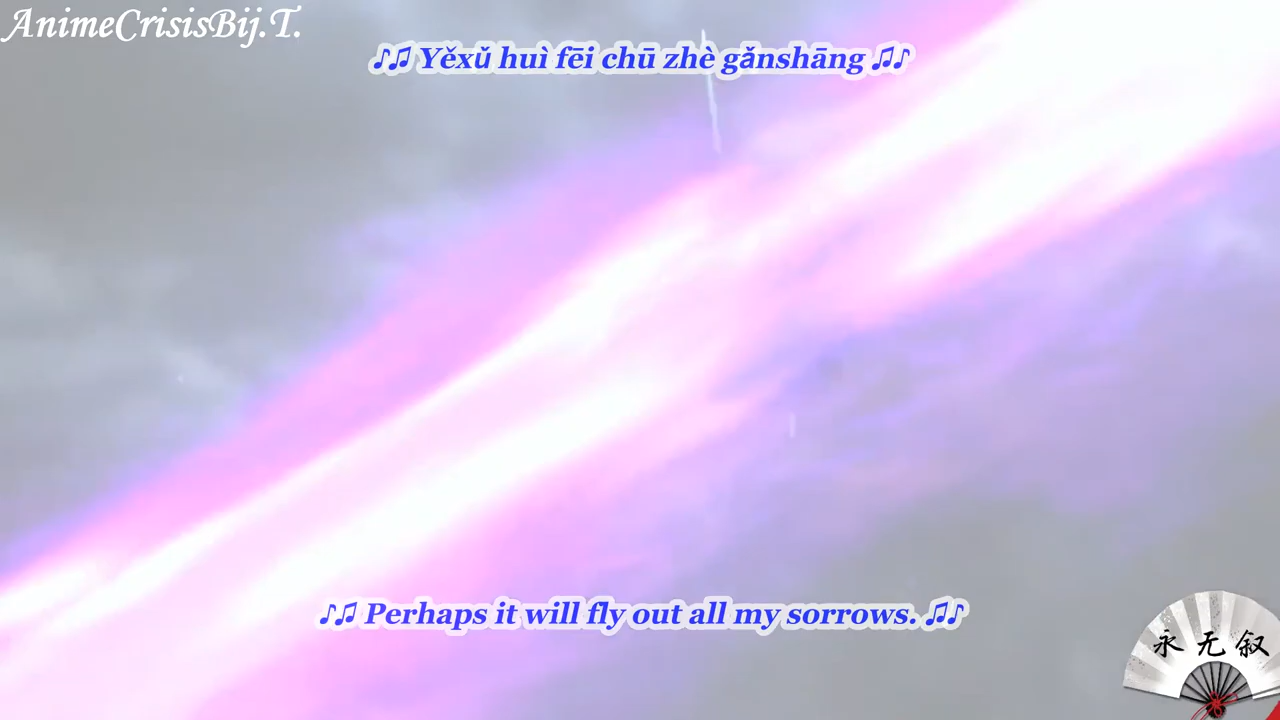 AnimeCrisisBij.T.
♪♫ Yěxǔ huì fēi chū zhè gǎnshāng ♫♪
♪♫ Perhaps it will fly out all my sorrows. ♫♪
永无叙